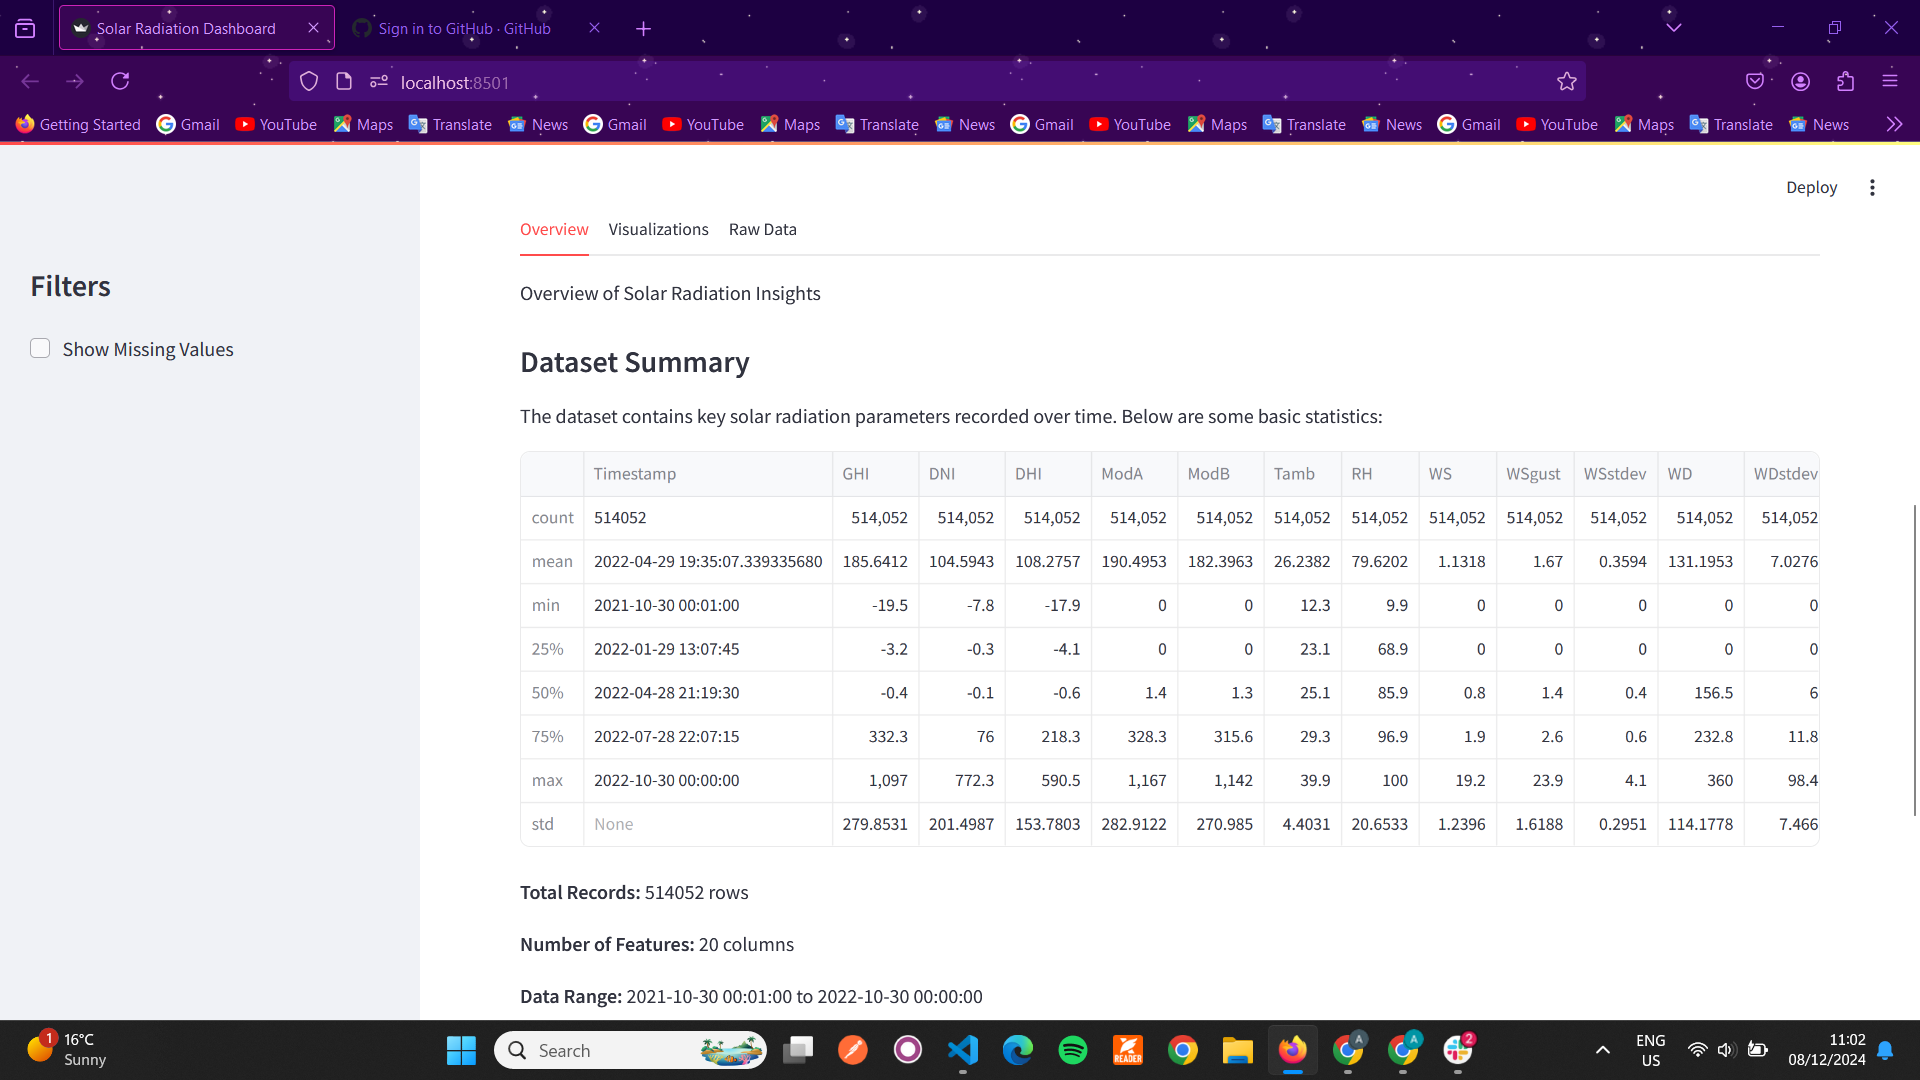 Solar Radiation Dashboard
Sign in to GitHub · GitHub
localhost:8501
Getting Started Gmail YouTube Maps Translate News Gmail YouTube Maps Translate News Gmail YouTube Maps Translate News Gmail YouTube Maps Translate News
Deploy
Overview Visualizations Raw Data
Filters
Show Missing Values
Overview of Solar Radiation Insights
Dataset Summary
The dataset contains key solar radiation parameters recorded over time. Below are some basic statistics:
Timestamp GHI DNI DHI ModA ModB Tamb RH WS WSgust WSstdev WD WDstdev
count 514052 514,052 514,052 514,052 514,052 514,052 514,052 514,052 514,052 514,052 514,052 514,052 514,052
mean 2022-04-29 19:35:07.339335680 185.6412 104.5943 108.2757 190.4953 182.3963 26.2382 79.6202 1.1318 1.67 0.3594 131.1953 7.0276
min 2021-10-30 00:01:00 -19.5 -7.8 -17.9 0 0 12.3 9.9 0 0 0 0 0
25% 2022-01-29 13:07:45 -3.2 -0.3 -4.1 0 0 23.1 68.9 0 0 0 0 0
50% 2022-04-28 21:19:30 -0.4 -0.1 -0.6 1.4 1.3 25.1 85.9 0.8 1.4 0.4 156.5 6
75% 2022-07-28 22:07:15 332.3 76 218.3 328.3 315.6 29.3 96.9 1.9 2.6 0.6 232.8 11.8
max 2022-10-30 00:00:00 1,097 772.3 590.5 1,167 1,142 39.9 100 19.2 23.9 4.1 360 98.4
std None 279.8531 201.4987 153.7803 282.9122 270.985 4.4031 20.6533 1.2396 1.6188 0.2951 114.1778 7.466
Total Records: 514052 rows
Number of Features: 20 columns
Data Range: 2021-10-30 00:01:00 to 2022-10-30 00:00:00
1
16°C
Sunny
Search
READER
A
A
2
ENG
US
11:02
08/12/2024